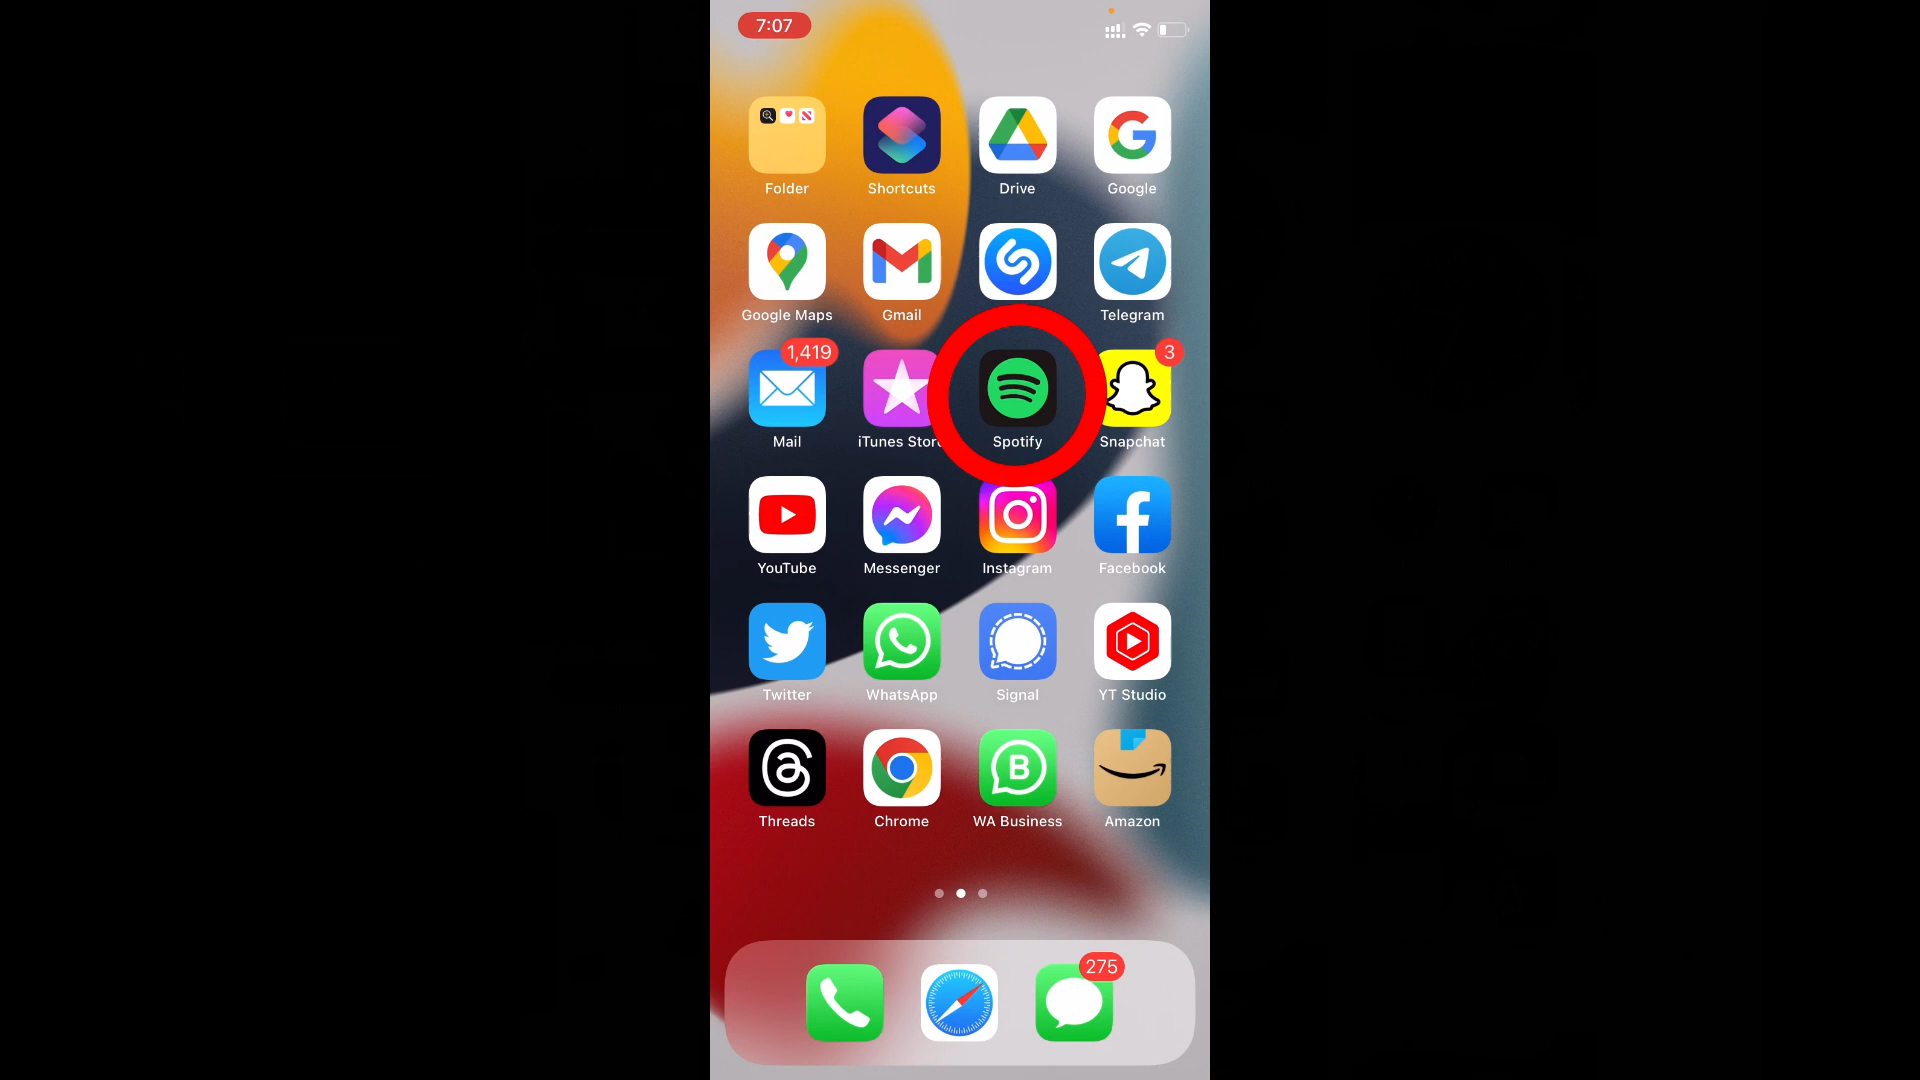 7:07
Folder
Shortcuts
Drive
Google
Google Maps
Gmail
Telegram
1,419
3
Mail
iTunes Store
Spotify
Snapchat
YouTube
Messenger
Instagram
Facebook
Twitter
WhatsApp
Signal
YT Studio
B
Threads
Chrome
WA Business
Amazon
275